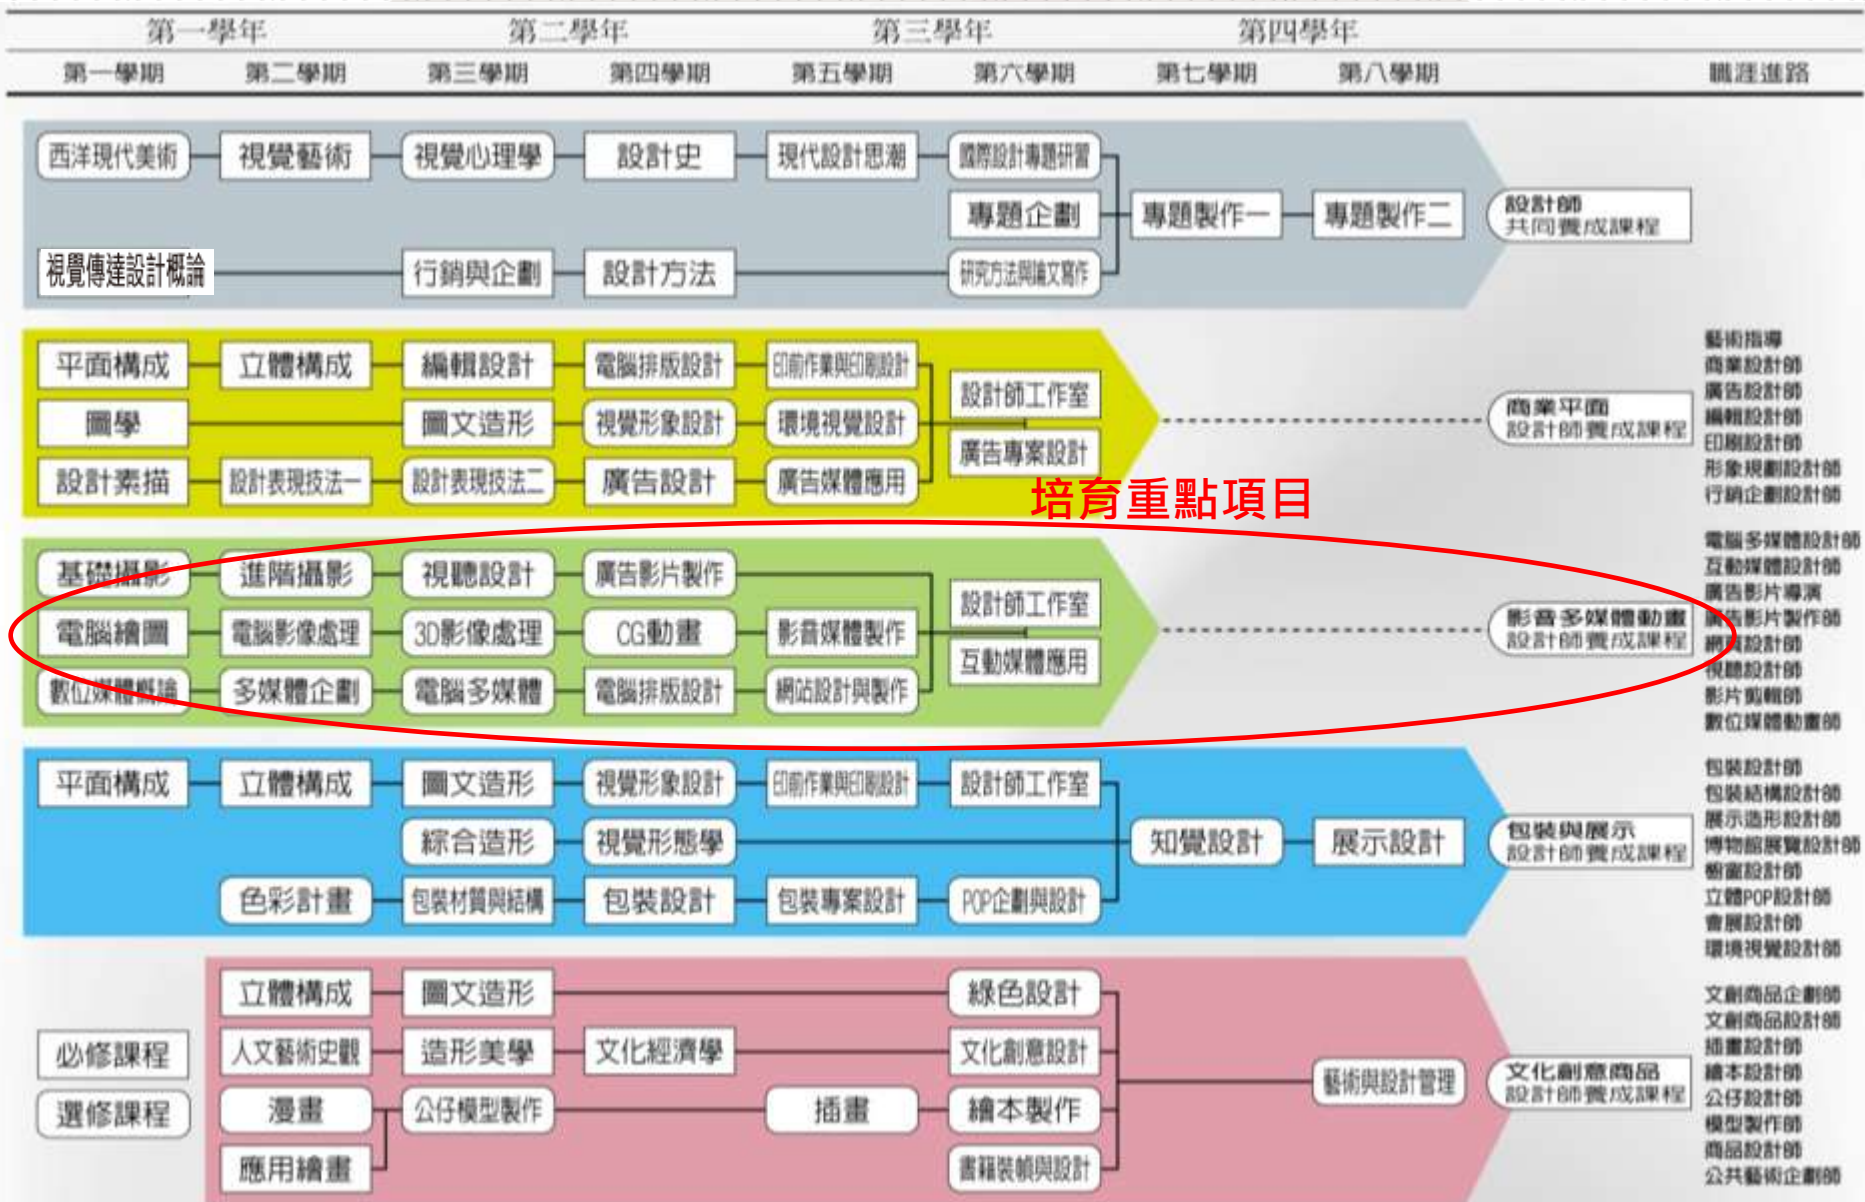 第一學年 第二學年 第三學年 第四學年
第一學期 第二學期 第三學期 第四學期 第五學期 第六學期 第七學期 第八學期 職涯進路
西洋現代美術 視覺藝術 視覺心理學 設計史 現代設計思潮 國際設計專題研習
專題企劃 專題製作一 專題製作二
設計師
共同養成課程
視覺傳達設計概論 行銷與企劃 設計方法 研究方法與論文寫作
平面構成 立體構成 編輯設計 電腦排版設計 印前作業與印刷設計
設計師工作室
圖學 圖文造形 視覺形象設計 環境視覺設計
廣告專案設計
設計素描 設計表現技法一 設計表現技法二 廣告設計 廣告媒體應用
商業平面
設計師養成課程
藝術指導
商業設計師
廣告設計師
編輯設計師
印刷設計師
形象規劃設計師
行銷企劃設計師
培育重點項目
基礎攝影 進階攝影 視聽設計 廣告影片製作
設計師工作室
電腦繪圖 電腦影像處理 3D影像處理 CG動畫 影音媒體製作
互動媒體應用
數位媒體概論 多媒體企劃 電腦多媒體 電腦排版設計 網站設計與製作
影音多媒體動畫
設計師養成課程
電腦多媒體設計師
互動媒體設計師
廣告影片導演
廣告影片製作師
網頁設計師
視聽設計師
影片剪輯師
數位媒體動畫師
平面構成 立體構成 圖文造形 視覺形象設計 印前作業與印刷設計 設計師工作室
綜合造形 視覺形態學 知覺設計 展示設計
色彩計畫 包裝材質與結構 包裝設計 包裝專案設計 POP企劃與設計
包裝與展示
設計師養成課程
包裝設計師
包裝結構設計師
展示造形設計師
博物館展覽設計師
櫥窗設計師
立體POP設計師
會展設計師
環境視覺設計師
立體構成 圖文造形 綠色設計
必修課程 人文藝術史觀 造形美學 文化經濟學 文化創意設計
藝術與設計管理
選修課程 漫畫 公仔模型製作 插畫 繪本製作
應用繪畫 書籍裝幀與設計
文化創意商品
設計師養成課程
文創商品企劃師
文創商品設計師
插畫設計師
繪本設計師
公仔設計師
模型製作師
商品設計師
公共藝術企劃師